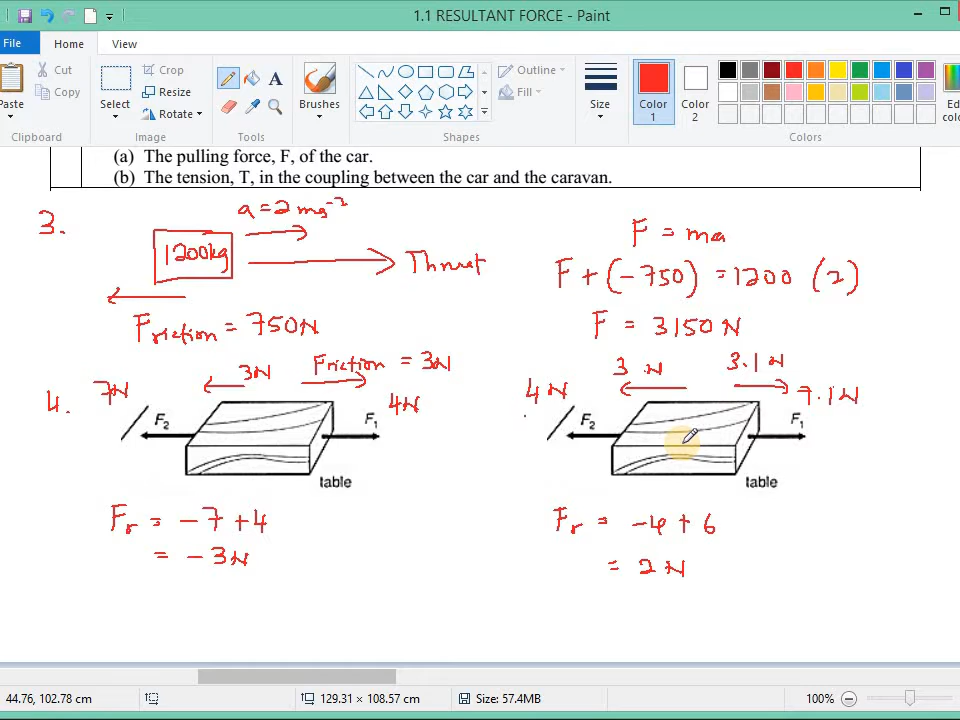 1.1 RESULTANT FORCE - Paint
File Home View
Paste
Cut
Copy
Clipboard
Select
Crop
Resize
Rotate
Image
Tools
Brushes
Shapes
Outline
Fill
Size
Color 1
Color 2
Colors
(a) The pulling force, F, of the car.
(b) The tension, T, in the coupling between the car and the caravan.
3.
a = 2 ms⁻²
1200kg
Thrust
Friction = 750N
F = ma
F + (-750) = 1200 (2)
F = 3150 N
4.
7N
3N
Friction = 3N
4N
F₂
F₁
table
Fr = -7 + 4
= -3N
4N
3 N
3.1 N
7.1N
F₂
F₁
table
Fr = -4 + 6
= 2 N
44.76, 102.78 cm
129.31 × 108.57 cm
Size: 57.4MB
100%